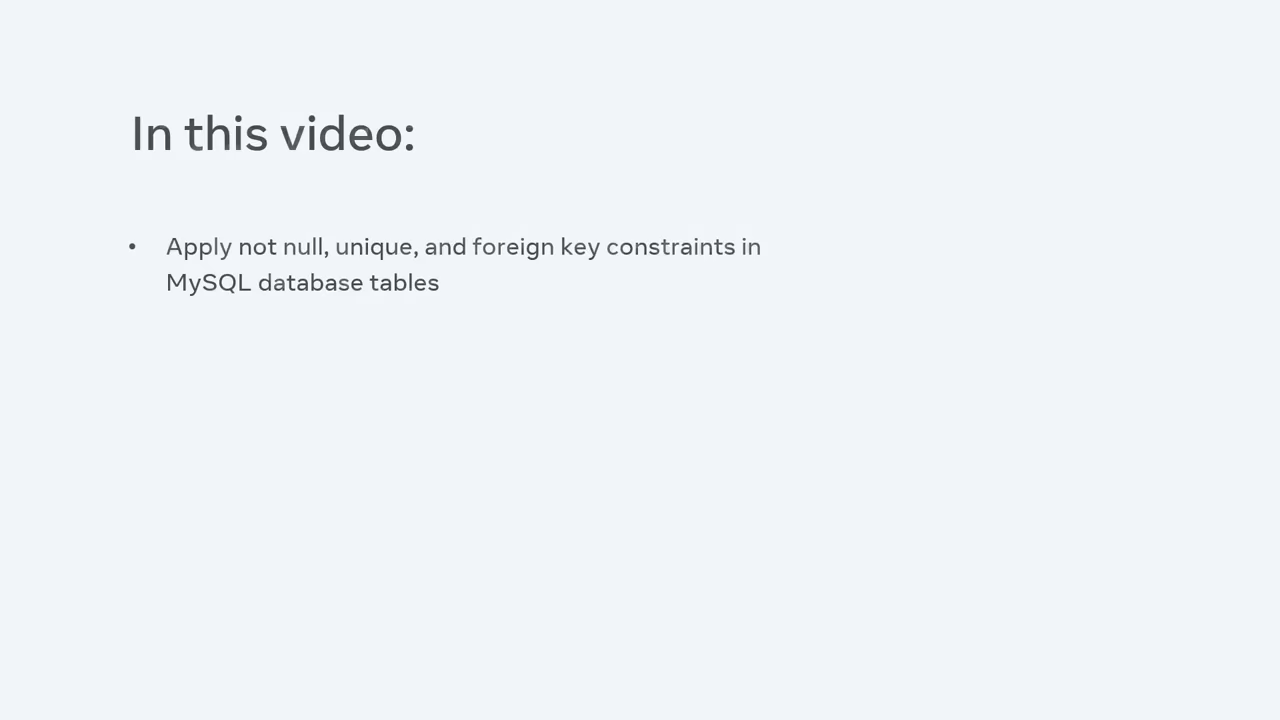 In this video:
• Apply not null, unique, and foreign key constraints in
MySQL database tables